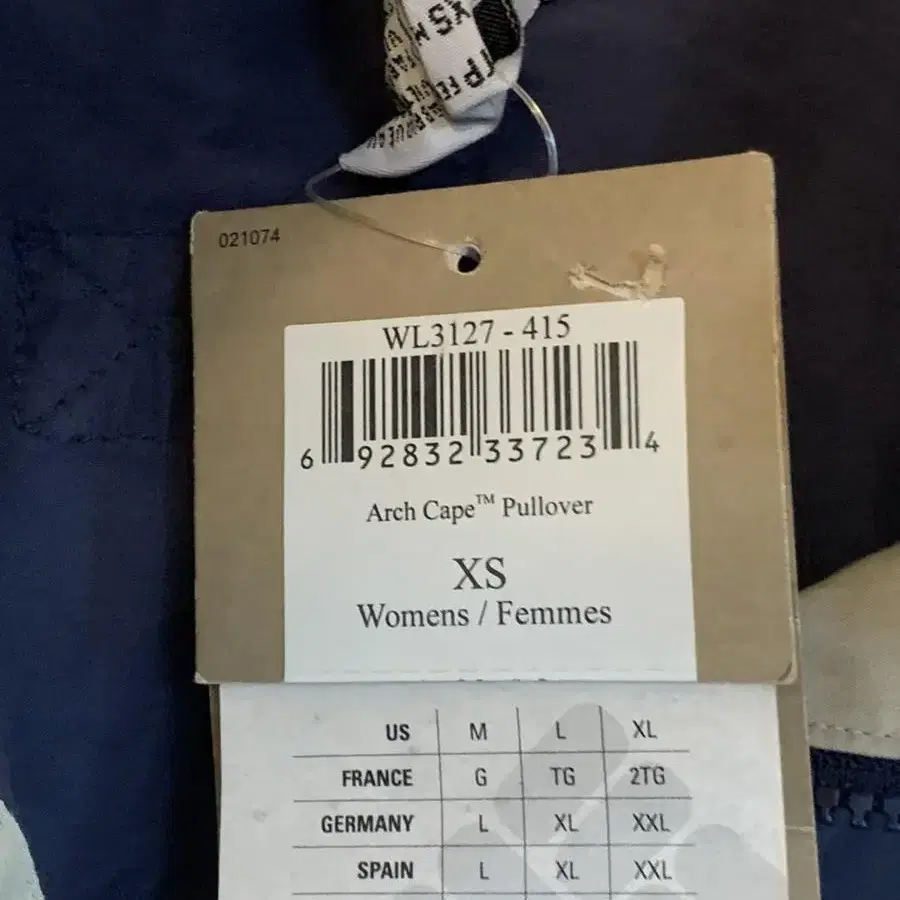 XS
021074
WL3127 - 415
6 92832 33723 4
Arch Cape™ Pullover
XS
Womens / Femmes
US M L XL
FRANCE G TG 2TG
GERMANY L XL XXL
SPAIN L XL XXL